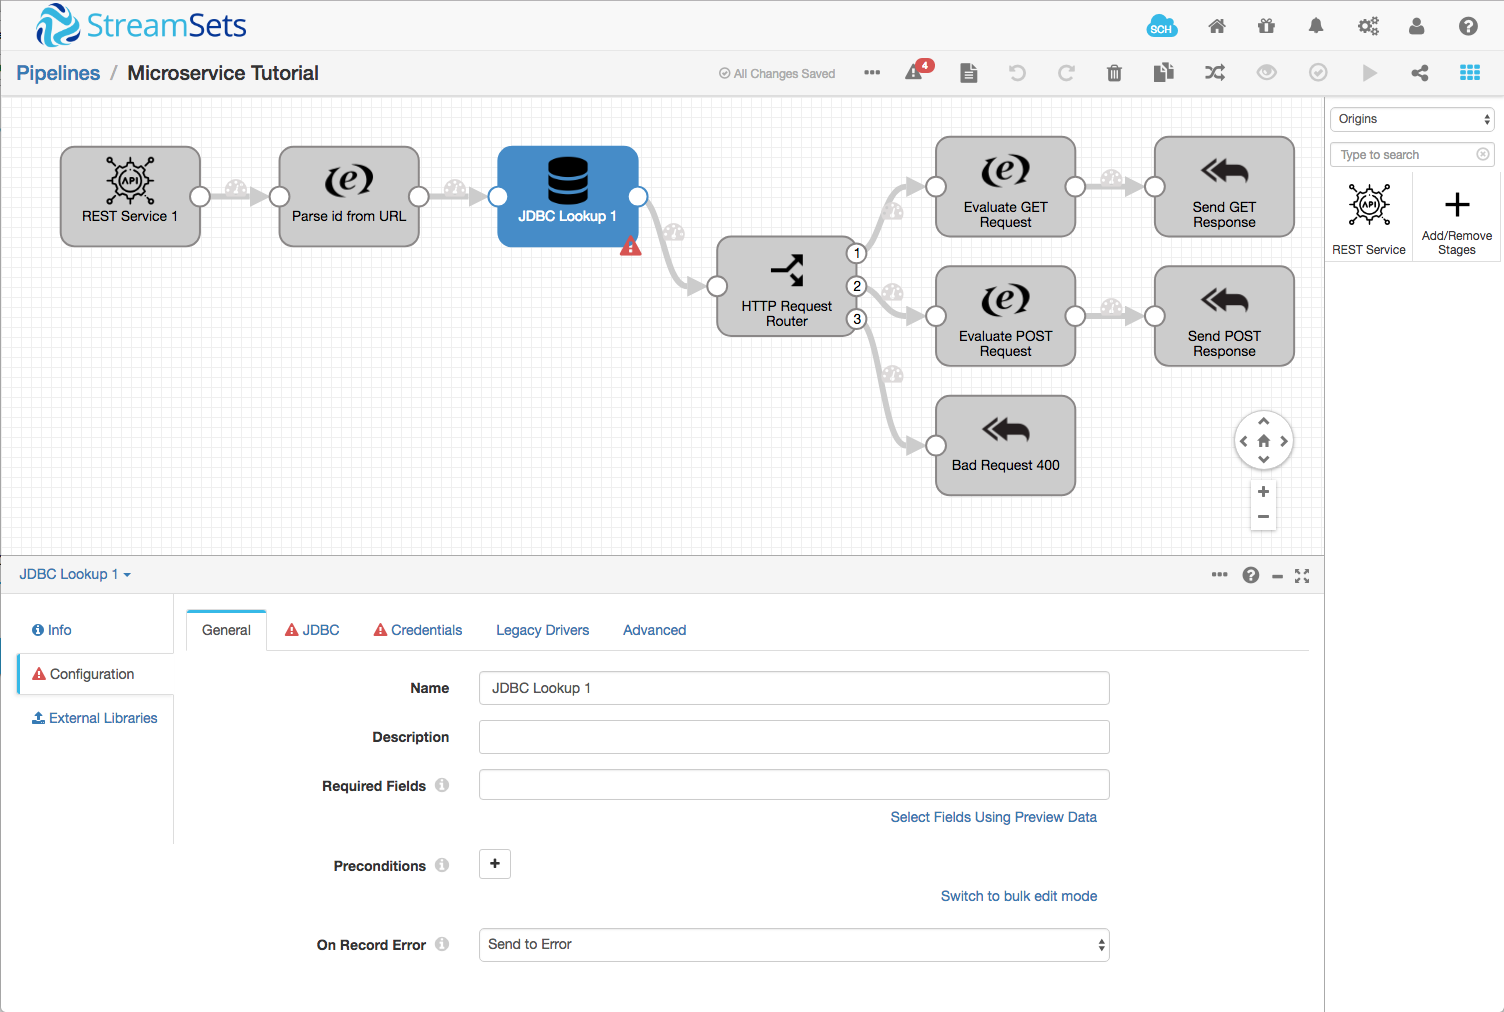 StreamSets
SCH
Pipelines / Microservice Tutorial
All Changes Saved
4
REST Service 1
Parse id from URL
JDBC Lookup 1
HTTP Request
Router
1
2
3
Evaluate GET
Request
Send GET
Response
Evaluate POST
Request
Send POST
Response
Bad Request 400
API
Origins
Type to search
API
REST Service
Add/Remove
Stages
JDBC Lookup 1
Info
Configuration
External Libraries
General
JDBC
Credentials
Legacy Drivers
Advanced
Name
JDBC Lookup 1
Description
Required Fields
Select Fields Using Preview Data
Preconditions
+
Switch to bulk edit mode
On Record Error
Send to Error